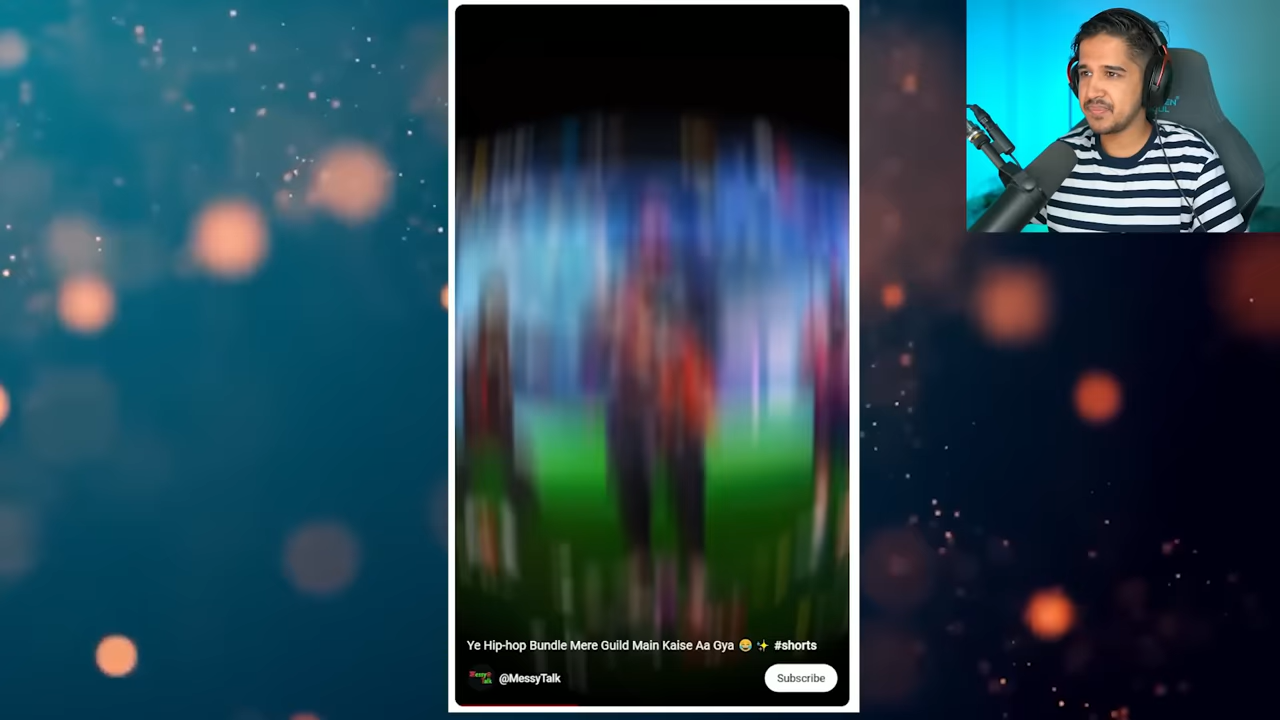 Ye Hip-hop Bundle Mere Guild Main Kaise Aa Gya 😂 ✨ #shorts
@MessyTalk
Subscribe